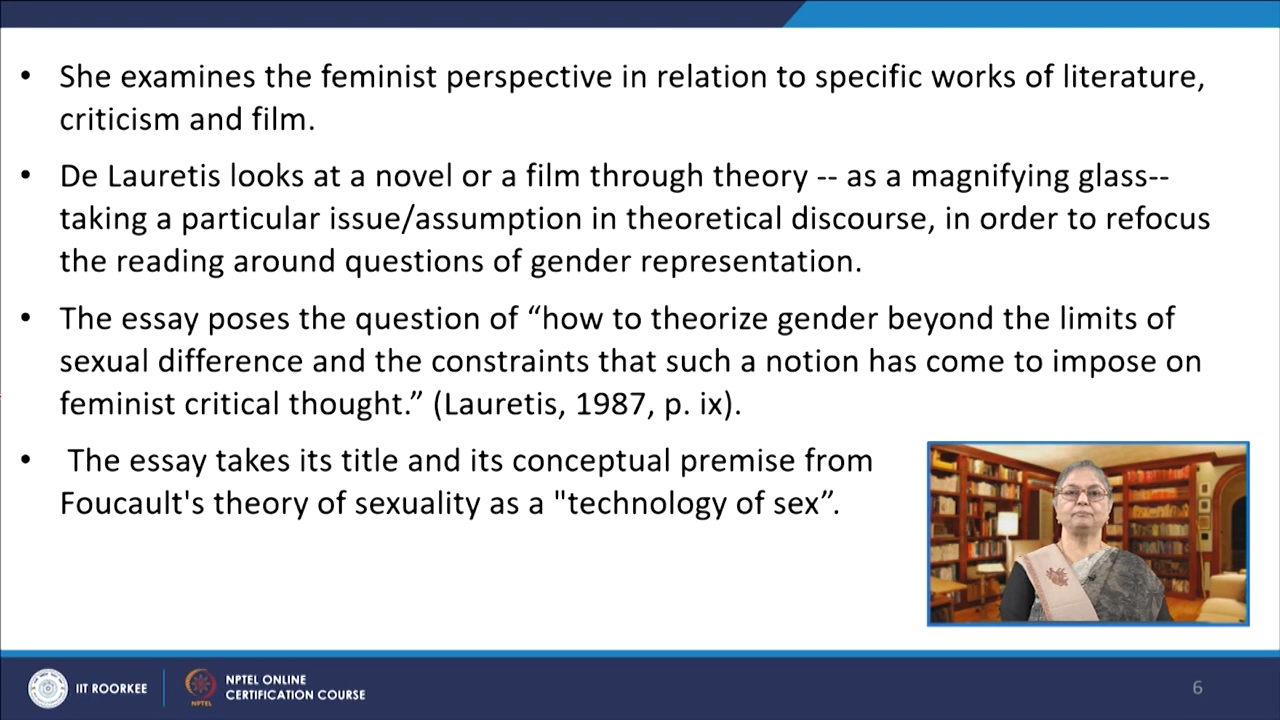 • She examines the feminist perspective in relation to specific works of literature,
criticism and film.
• De Lauretis looks at a novel or a film through theory -- as a magnifying glass--
taking a particular issue/assumption in theoretical discourse, in order to refocus
the reading around questions of gender representation.
• The essay poses the question of “how to theorize gender beyond the limits of
sexual difference and the constraints that such a notion has come to impose on
feminist critical thought.” (Lauretis, 1987, p. ix).
• The essay takes its title and its conceptual premise from
Foucault's theory of sexuality as a "technology of sex”.
IIT ROORKEE
NPTEL
NPTEL ONLINE
CERTIFICATION COURSE
6